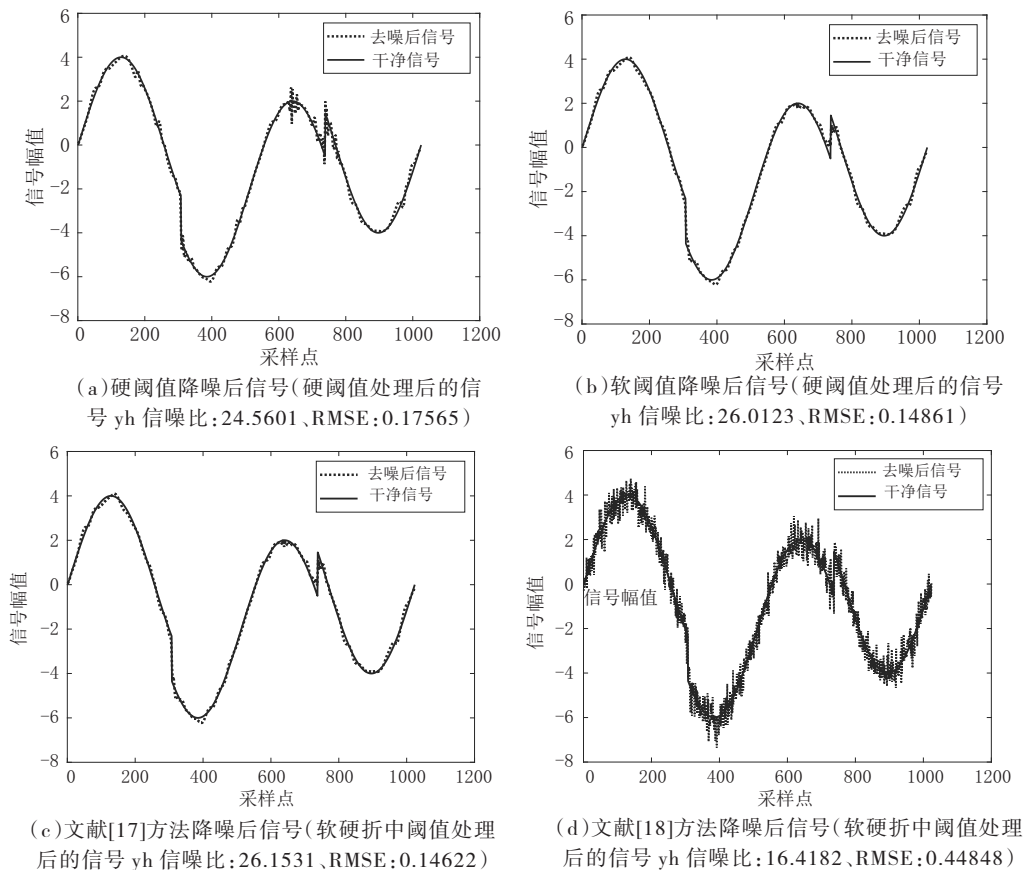 6
4
2
0
−2
−4
−6
−8
信号幅值
去噪后信号
干净信号
0 200 400 600 800 1000 1200
采样点
(a)硬阈值降噪后信号(硬阈值处理后的信
号 yh 信噪比:24.5601、RMSE:0.17565)
6
4
2
0
−2
−4
−6
−8
信号幅值
去噪后信号
干净信号
0 200 400 600 800 1000 1200
采样点
(b)软阈值降噪后信号(硬阈值处理后的信号
yh 信噪比:26.0123、RMSE:0.14861)
6
4
2
0
−2
−4
−6
−8
信号幅值
去噪后信号
干净信号
0 200 400 600 800 1000 1200
采样点
(c)文献[17]方法降噪后信号(软硬折中阈值处理
后的信号 yh 信噪比:26.1531、RMSE:0.14622)
6
4
2
0
−2
−4
−6
−8
信号幅值
信号幅值
去噪后信号
干净信号
0 200 400 600 800 1000 1200
采样点
(d)文献[18]方法降噪后信号(软硬折中阈值处理
后的信号 yh 信噪比:16.4182、RMSE:0.44848)